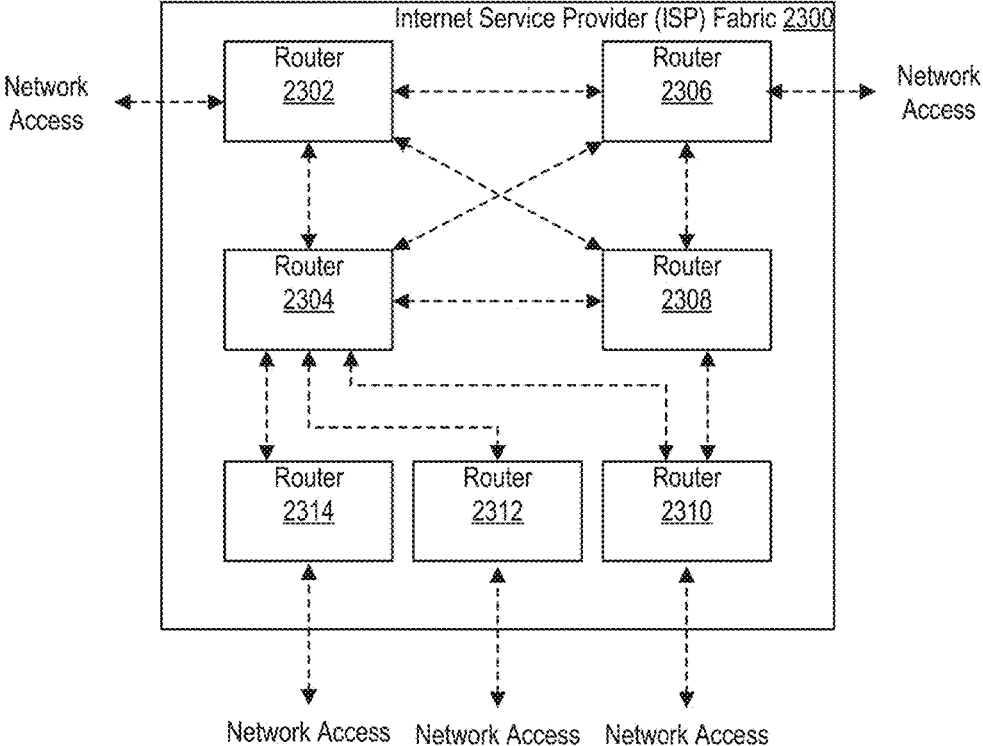 Internet Service Provider (ISP) Fabric 2300
Router
2302
Router
2306
Network
Access
Network
Access
Router
2304
Router
2308
Router
2314
Router
2312
Router
2310
Network Access
Network Access
Network Access